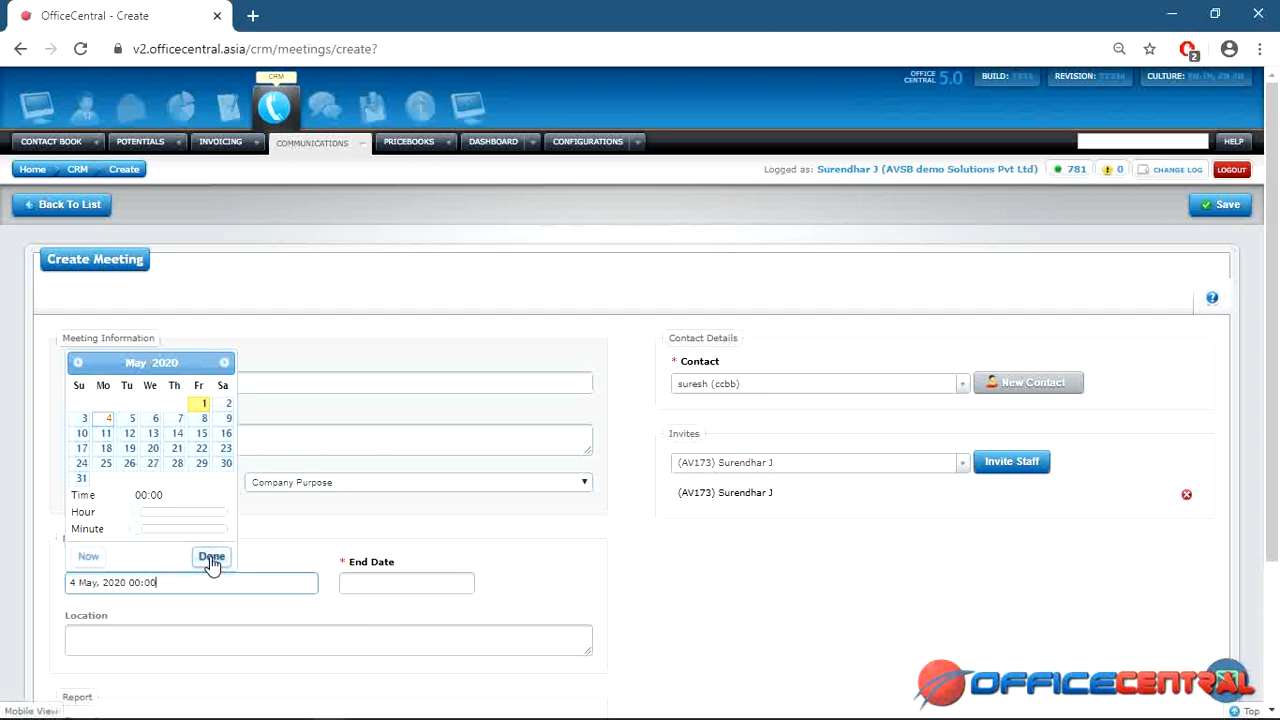 OfficeCentral - Create
v2.officecentral.asia/crm/meetings/create?
2
CRM
OFFICE CENTRAL 5.0
BUILD:
REVISION:
CULTURE:
CONTACT BOOK
POTENTIALS
INVOICING
COMMUNICATIONS
PRICEBOOKS
DASHBOARD
CONFIGURATIONS
HELP
Home
CRM
Create
Logged as: Surendhar J (AVSB demo Solutions Pvt Ltd)
781
0
CHANGE LOG
LOGOUT
Back To List
Save
Create Meeting
Meeting Information
Contact Details
May 2020
* Contact
Su Mo Tu We Th Fr Sa
suresh (ccbb)
New Contact
1 2
3 4 5 6 7 8 9
10 11 12 13 14 15 16
Invites
17 18 19 20 21 22 23
24 25 26 27 28 29 30
(AV173) Surendhar J
Invite Staff
31
Company Purpose
Time 00:00
(AV173) Surendhar J
Hour
Minute
Now
Done
* End Date
4 May, 2020 00:00
Location
Report
OFFICECENTRAL
Mobile View
Top